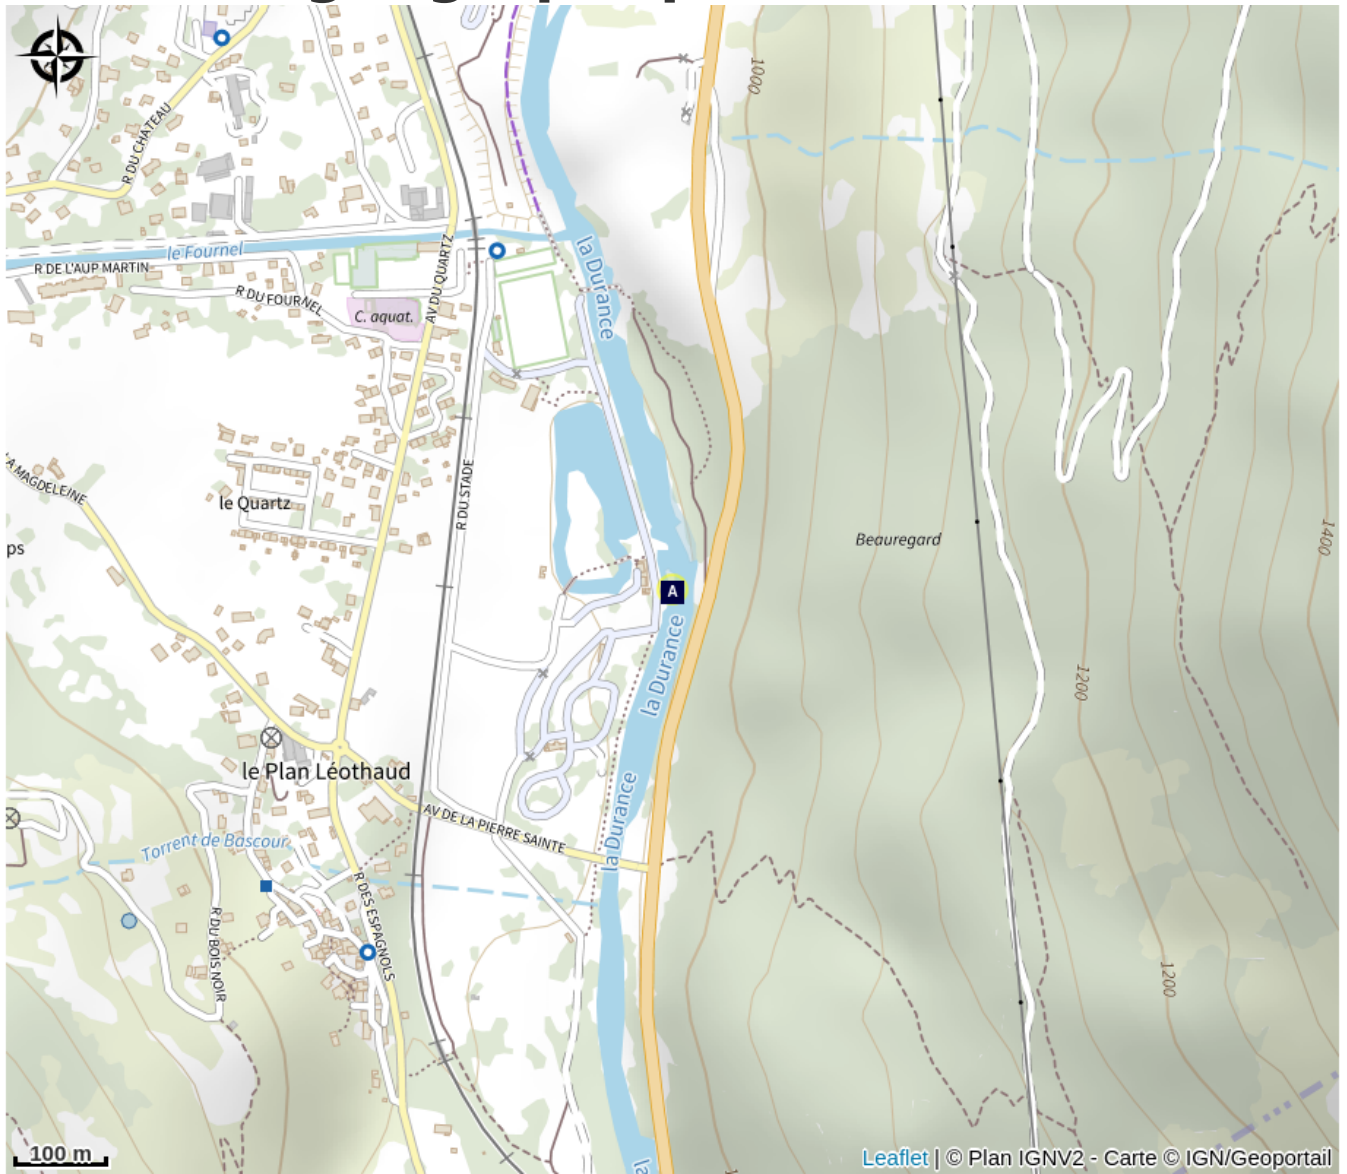 1000
R DU CHATEAU
le Fournel
R DE L'AUP MARTIN
AV DU QUARTZ
la Durance
R DU FOURNEL
C. aquat.
LA MAGDELEINE
le Quartz
R DU STADE
ps
Beauregard
1400
A
la Durance
1200
le Plan Léothaud
la Durance
AV DE LA PIERRE SAINTE
Torrent de Bascour
R DES ESPAGNOLS
R DU BOIS NOIR
1200
la
100 m
Leaflet | © Plan IGNV2 - Carte © IGN/Geoportail